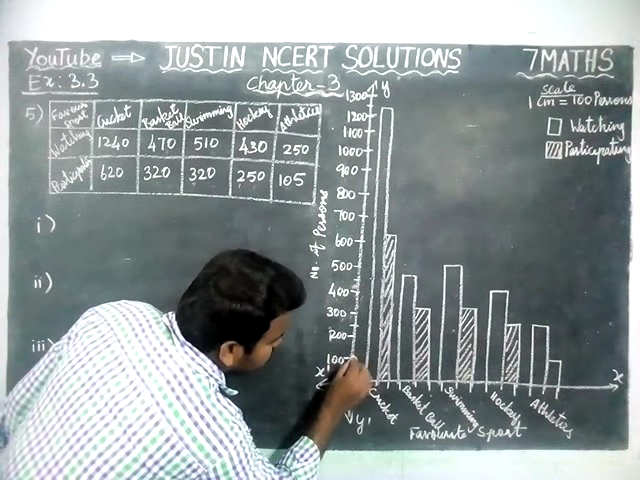 YouTube ⟹ JUSTIN NCERT SOLUTIONS 7MATHS
Ex: 3.3 Chapter-3
5) Favourite Sport Cricket Basket Ball Swimming Hockey Athletics
Watching 1240 470 510 430 250
Participating 620 320 320 250 105
i)
ii)
iii)
y
scale
1 cm = 100 Persons
Watching
Participating
1300
1200
1100
1000
900
800
700
600
500
400
300
200
100
No. of Persons
x' x
y'
Cricket Basket Ball Swimming Hockey Athletics
Favourite Sport